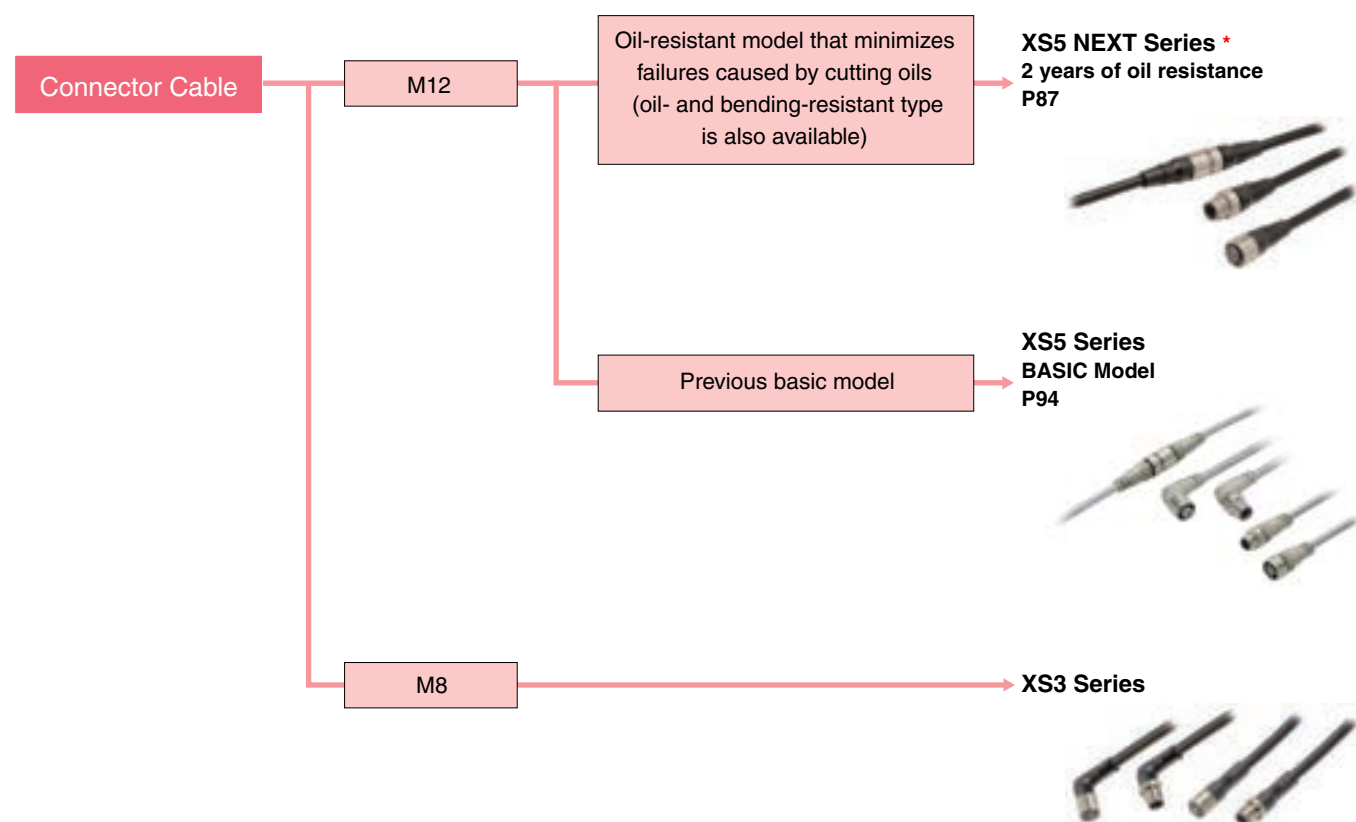 Connector Cable
M12
Oil-resistant model that minimizes
failures caused by cutting oils
(oil- and bending-resistant type
is also available)
XS5 NEXT Series *
2 years of oil resistance
P87
Previous basic model
XS5 Series
BASIC Model
P94
M8
XS3 Series